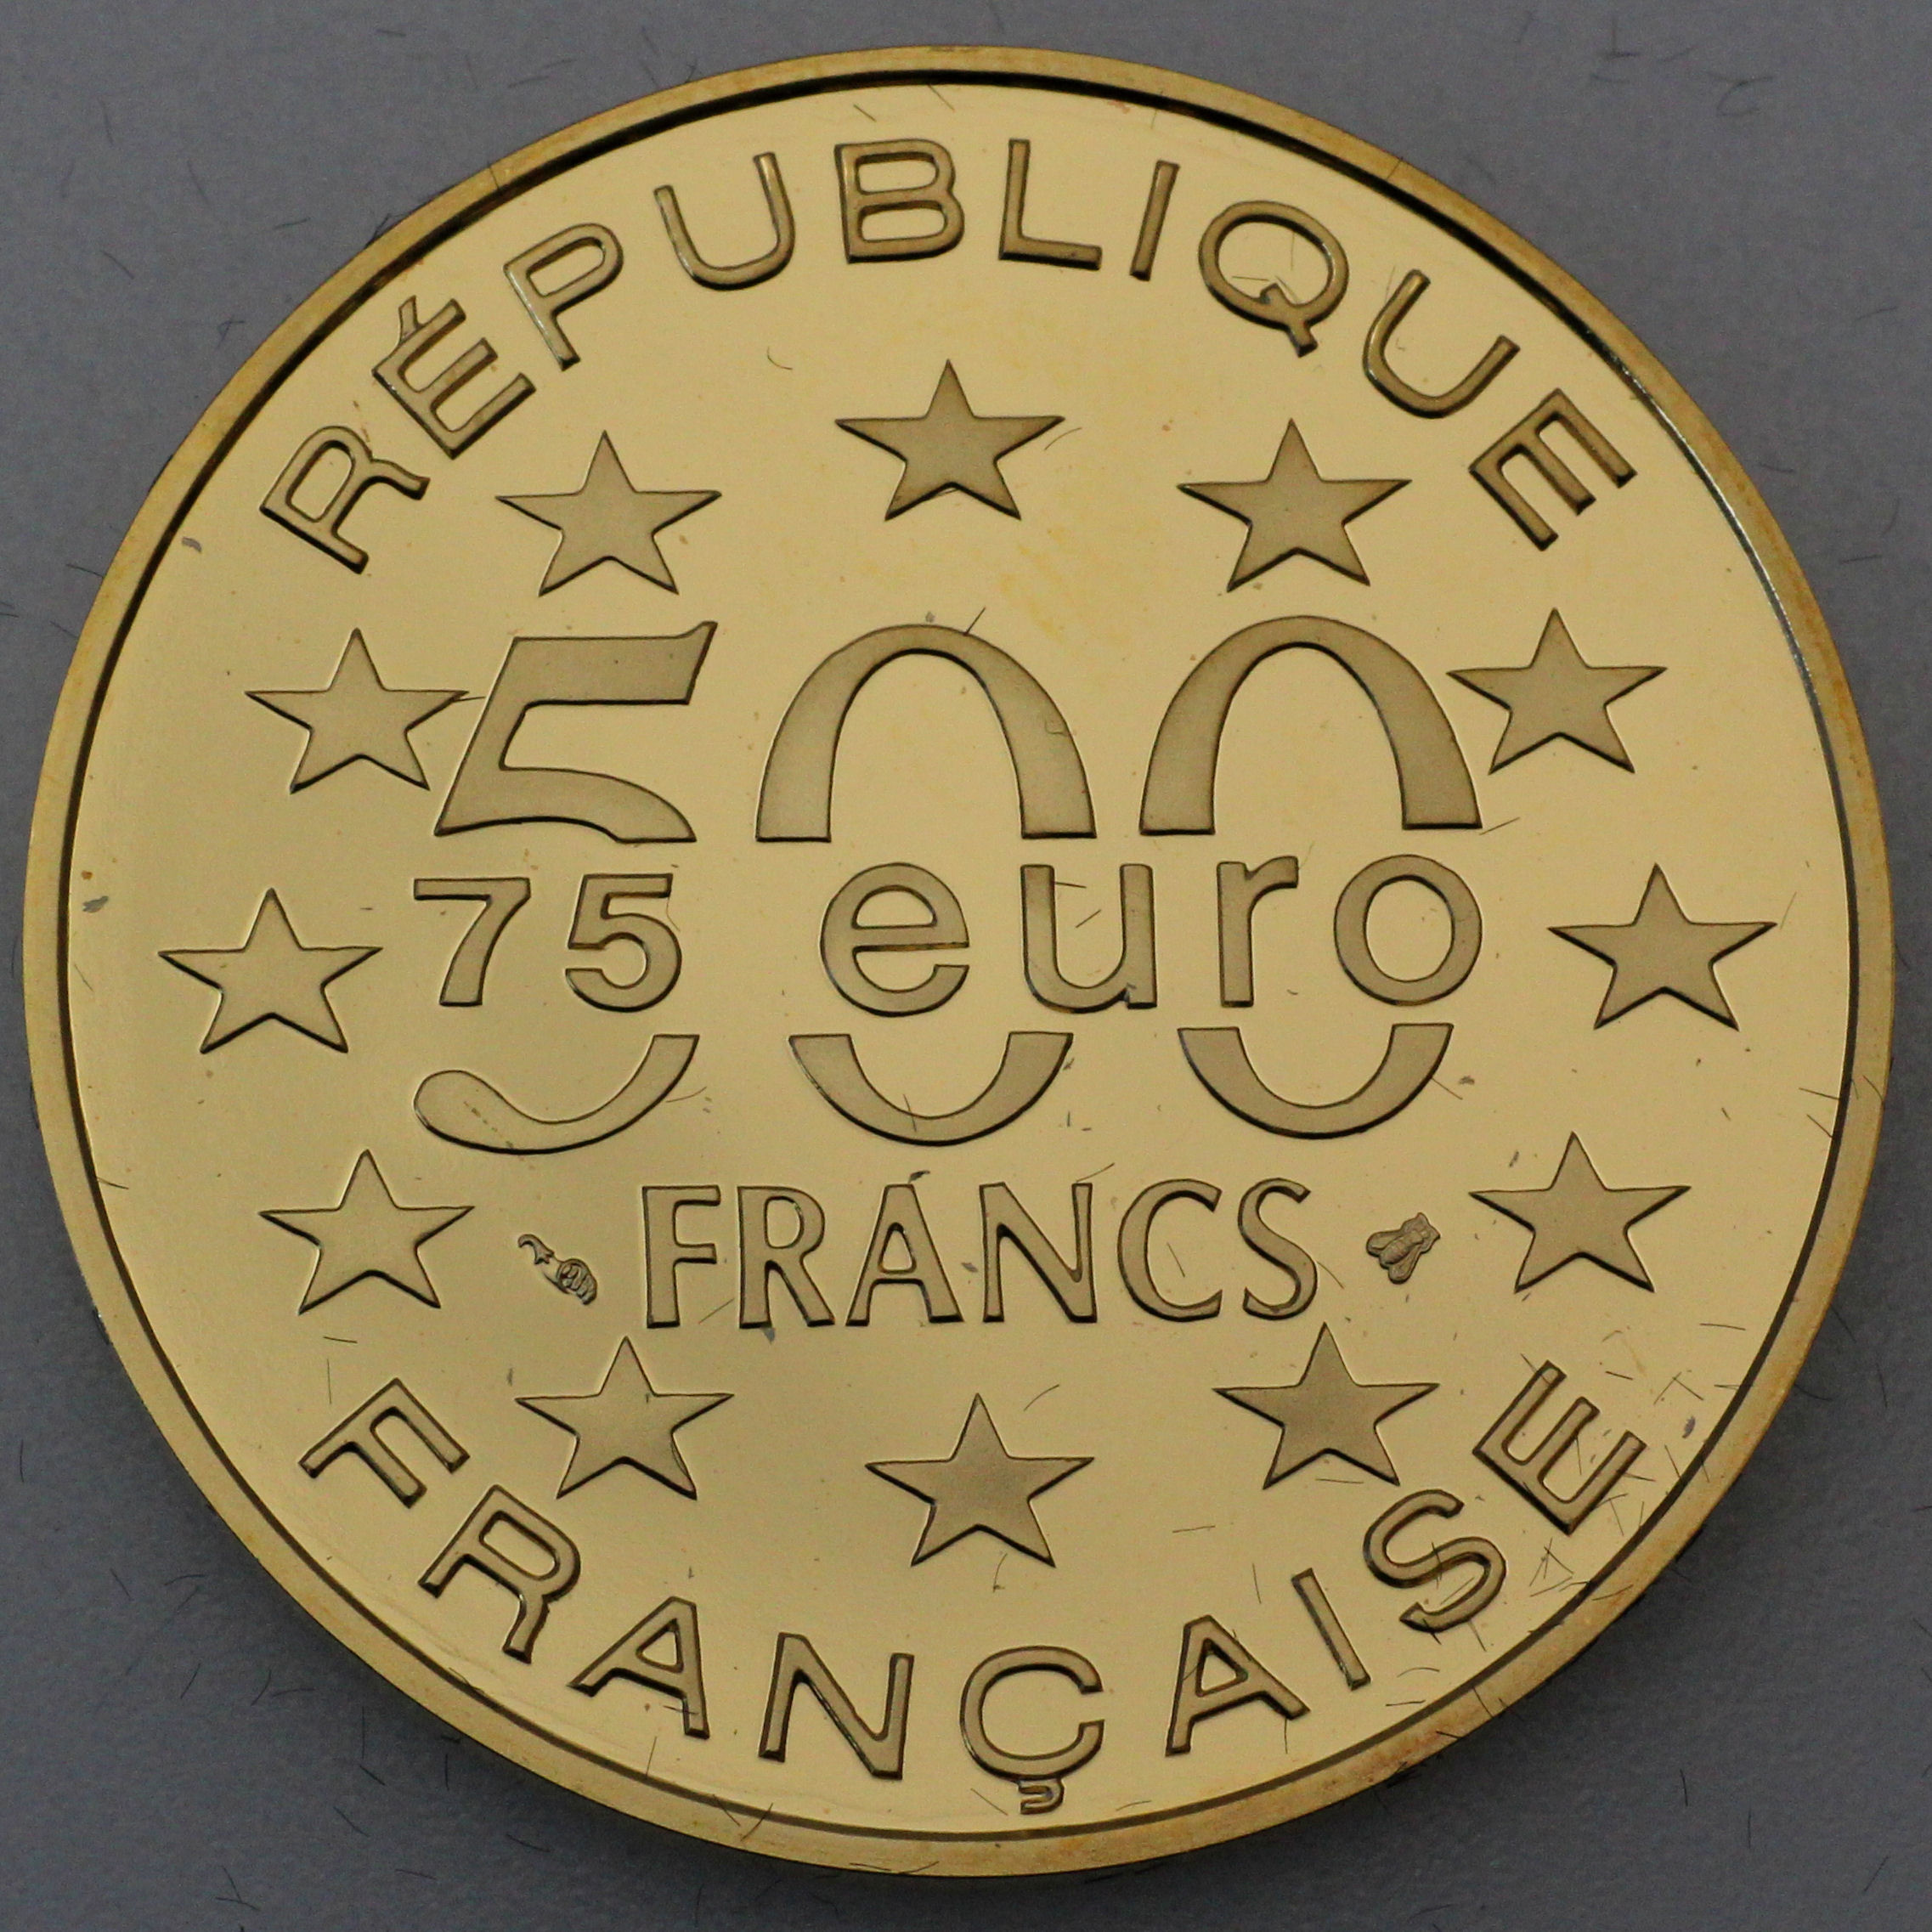 RÉPUBLIQUE
500
75 euro
FRANCS
FRANÇAISE